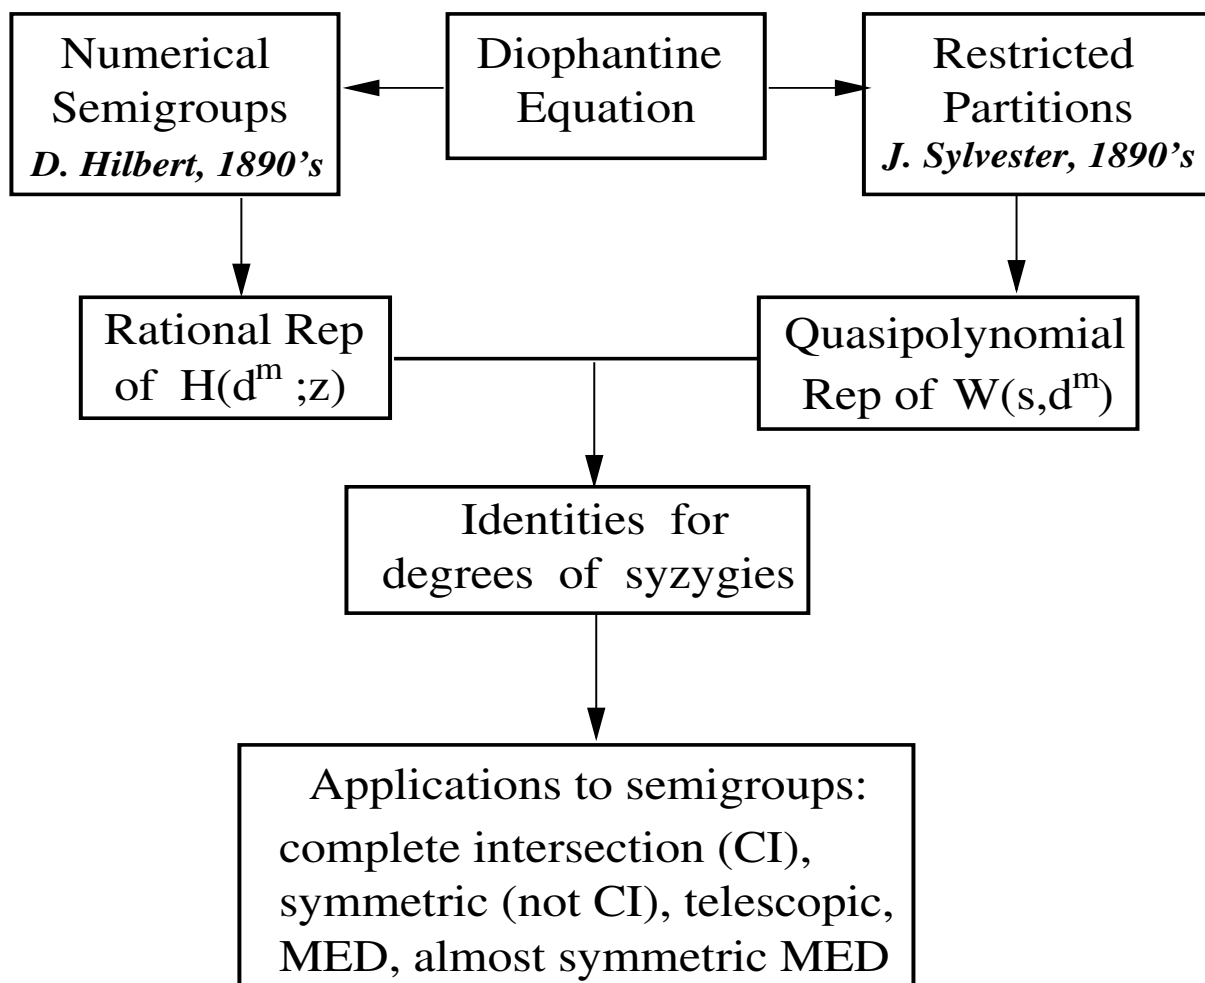 Numerical
Semigroups
D. Hilbert, 1890's
Diophantine
Equation
Restricted
Partitions
J. Sylvester, 1890's
Rational Rep
of H(d^m ;z)
Quasipolynomial
Rep of W(s,d^m)
Identities for
degrees of syzygies
Applications to semigroups:
complete intersection (CI),
symmetric (not CI), telescopic,
MED, almost symmetric MED